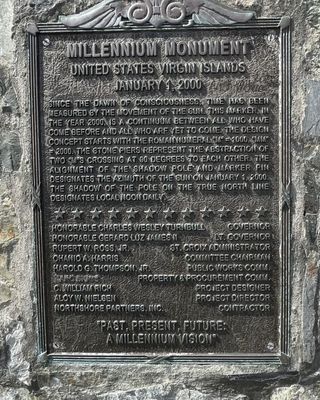 MILLENNIUM MONUMENT
UNITED STATES VIRGIN ISLANDS
JANUARY 1, 2000
SINCE THE DAWN OF CONSCIOUSNESS, TIME HAS BEEN
MEASURED BY THE MOVEMENT OF THE SUN. THIS MARKER, IN
THE YEAR 2000, IS A CONTINUUM BETWEEN ALL WHO HAVE
COME BEFORE AND ALL WHO ARE YET TO COME. THE DESIGN
CONCEPT STARTS WITH THE ROMAN NUMERAL "M" = 1000, "MM"
= 2000. THE STONE PIERS REPRESENT THE ABSTRACTION OF
TWO "M"S CROSSING AT 60 DEGREES TO EACH OTHER. THE
ALIGNMENT OF THE SHADOW POLE AND MARKER PIN
DESIGNATES THE AZIMUTH OF THE SUN ON JANUARY 1, 2000.
THE SHADOW OF THE POLE ON THE TRUE NORTH LINE
DESIGNATES LOCAL NOON DAILY.
HONORABLE CHARLES WESLEY TURNBULL GOVERNOR
HONORABLE GERARD LUZ JAMES II LT. GOVERNOR
RUPERT W. ROSS, JR. ST. CROIX ADMINISTRATOR
OHANIO A. HARRIS COMMITTEE CHAIRMAN
HAROLD G. THOMPSON, JR. PUBLIC WORKS COMM.
PROPERTY & PROCUREMENT COMM.
C. WILLIAM RICH PROJECT DESIGNER
ALOY W. NIELSEN PROJECT DIRECTOR
NORTHSHORE PARTNERS, INC. CONTRACTOR
"PAST, PRESENT, FUTURE:
A MILLENNIUM VISION"